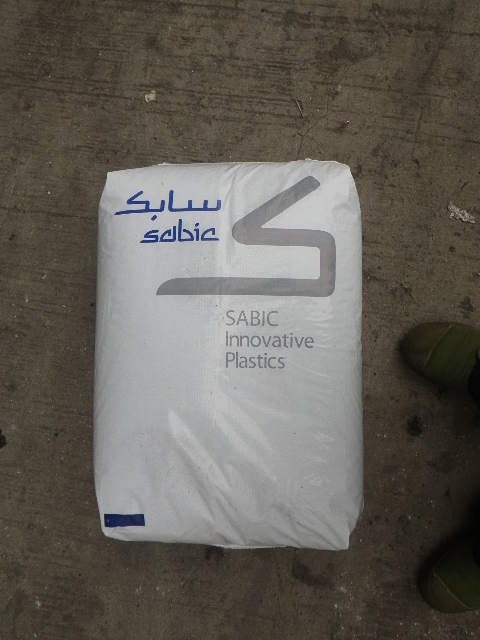 سابك
sabic
SABIC
Innovative
Plastics